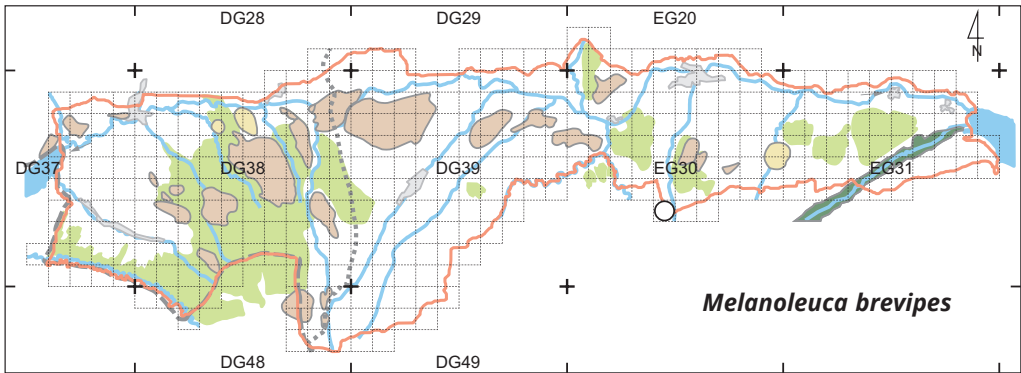 DG28 DG29 EG20
N
DG37 DG38 DG39 EG30 EG31
Melanoleuca brevipes
DG48 DG49